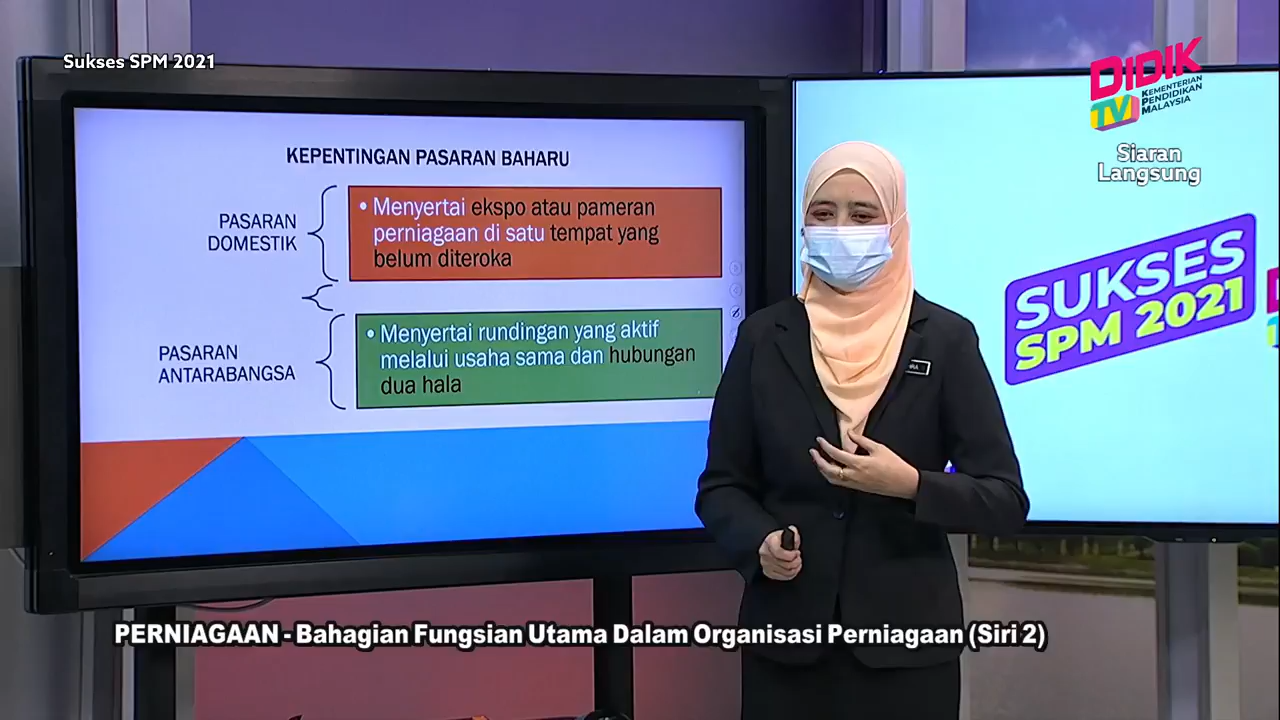 Sukses SPM 2021
DIDIK
TV
KEMENTERIAN
PENDIDIKAN
MALAYSIA
Siaran
Langsung
KEPENTINGAN PASARAN BAHARU
PASARAN
DOMESTIK
• Menyertai ekspo atau pameran
perniagaan di satu tempat yang
belum diteroka
PASARAN
ANTARABANGSA
• Menyertai rundingan yang aktif
melalui usaha sama dan hubungan
dua hala
SUKSES
SPM 2021
PERNIAGAAN - Bahagian Fungsian Utama Dalam Organisasi Perniagaan (Siri 2)